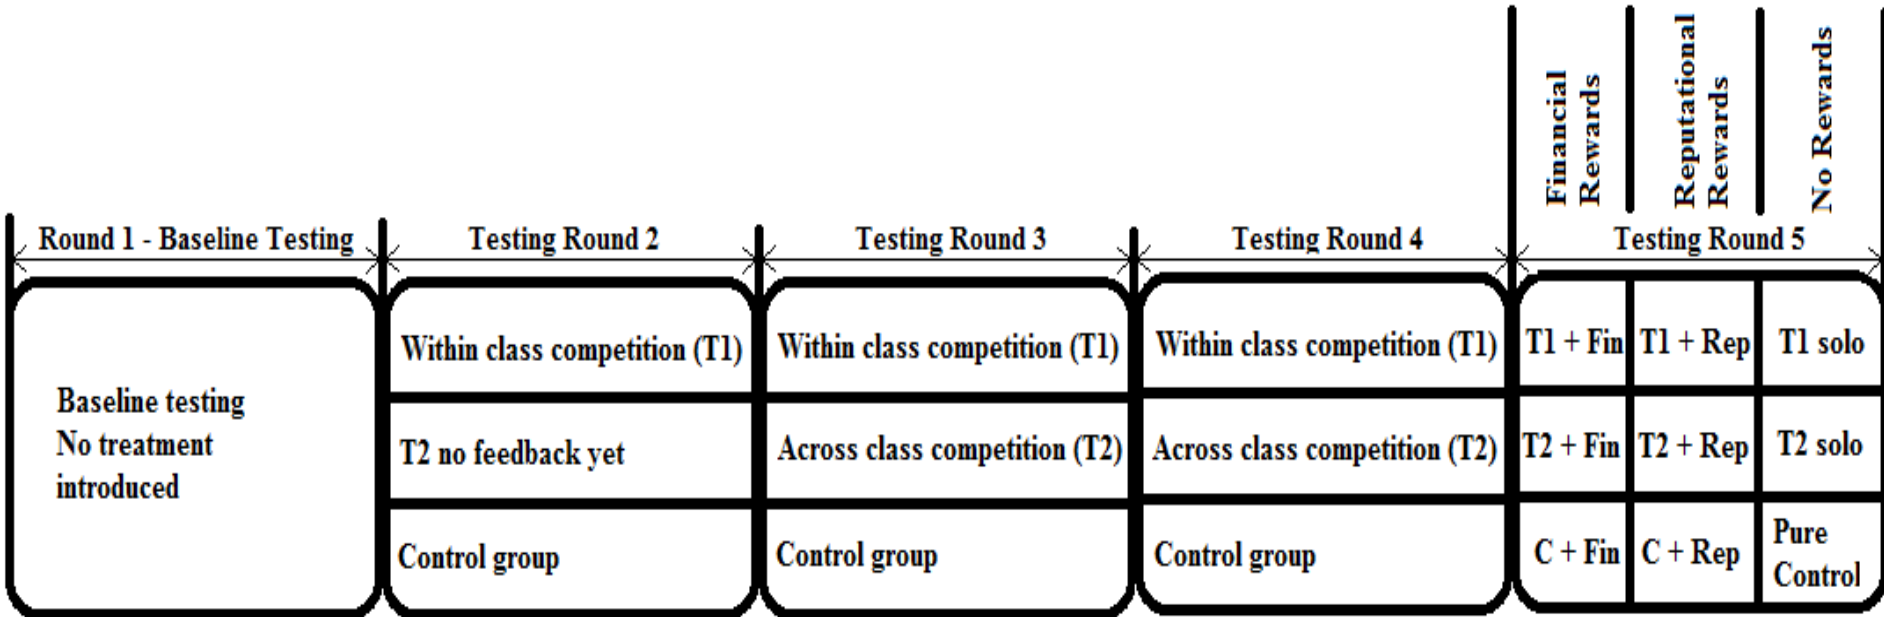 Financial
Rewards
Reputational
Rewards
No Rewards
Round 1 - Baseline Testing
Testing Round 2
Testing Round 3
Testing Round 4
Testing Round 5
Baseline testing
No treatment
introduced
Within class competition (T1)
Within class competition (T1)
Within class competition (T1)
T1 + Fin
T1 + Rep
T1 solo
T2 no feedback yet
Across class competition (T2)
Across class competition (T2)
T2 + Fin
T2 + Rep
T2 solo
Control group
Control group
Control group
C + Fin
C + Rep
Pure
Control